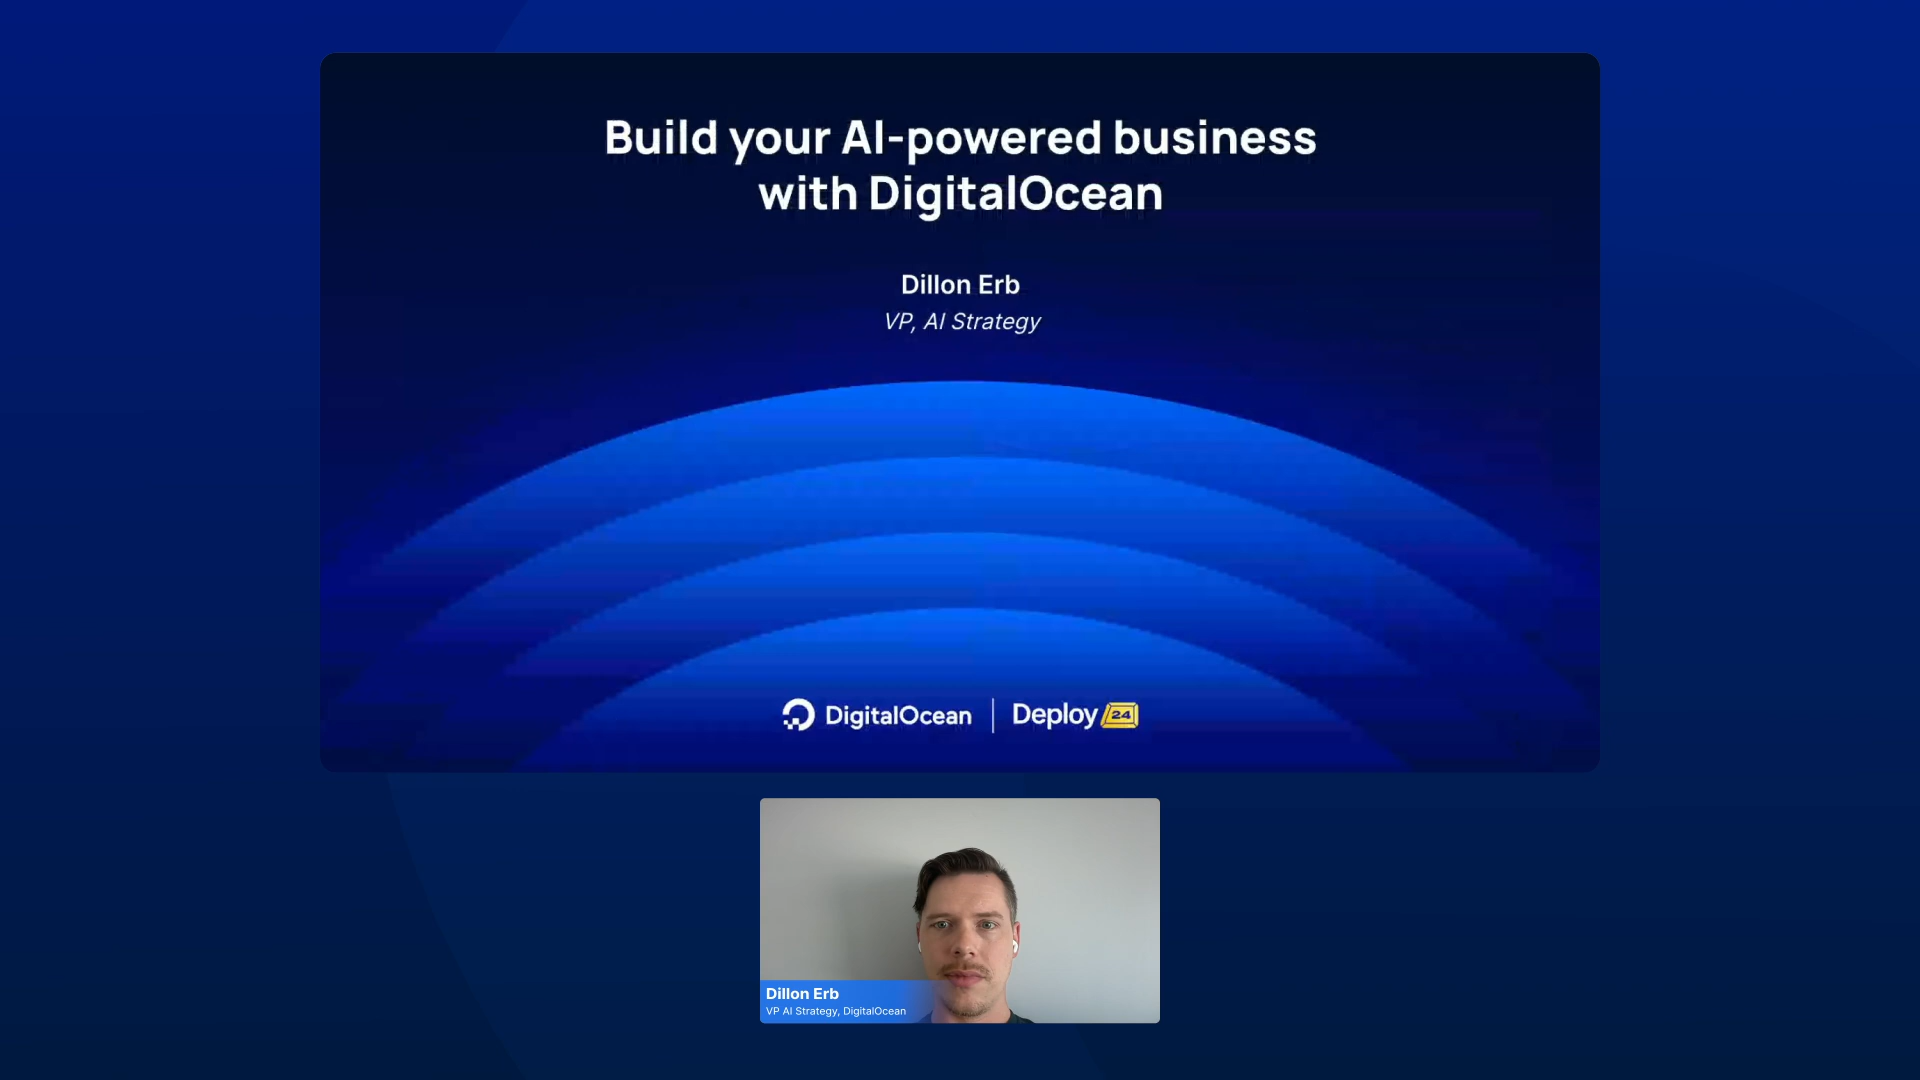 Build your AI-powered business
with DigitalOcean
Dillon Erb
VP, AI Strategy
DigitalOcean | Deploy 24
Dillon Erb
VP AI Strategy, DigitalOcean